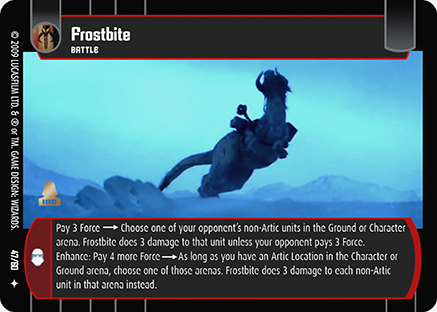 Frostbite
BATTLE
© 2009 LUCASFILM LTD. & ® or TM. GAME DESIGN: WIZARDS.
IDC
Pay 3 Force → Choose one of your opponent's non-Artic units in the Ground or Character
arena. Frostbite does 3 damage to that unit unless your opponent pays 3 Force.
Enhance: Pay 4 more Force → As long as you have an Artic Location in the Character or
Ground arena, choose one of those arenas. Frostbite does 3 damage to each non-Artic
unit in that arena instead.